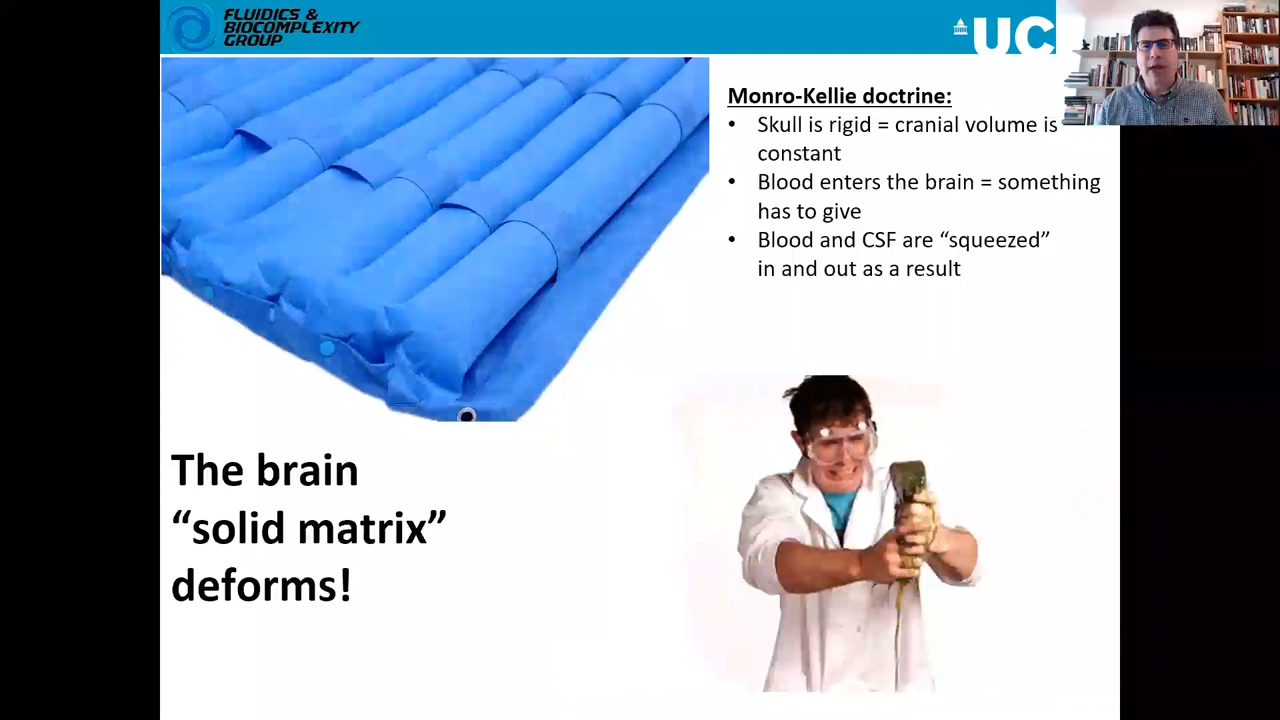 FLUIDICS &
BIOCOMPLEXITY
GROUP
UC
Monro-Kellie doctrine:
• Skull is rigid = cranial volume is
constant
• Blood enters the brain = something
has to give
• Blood and CSF are “squeezed”
in and out as a result
The brain
“solid matrix”
deforms!